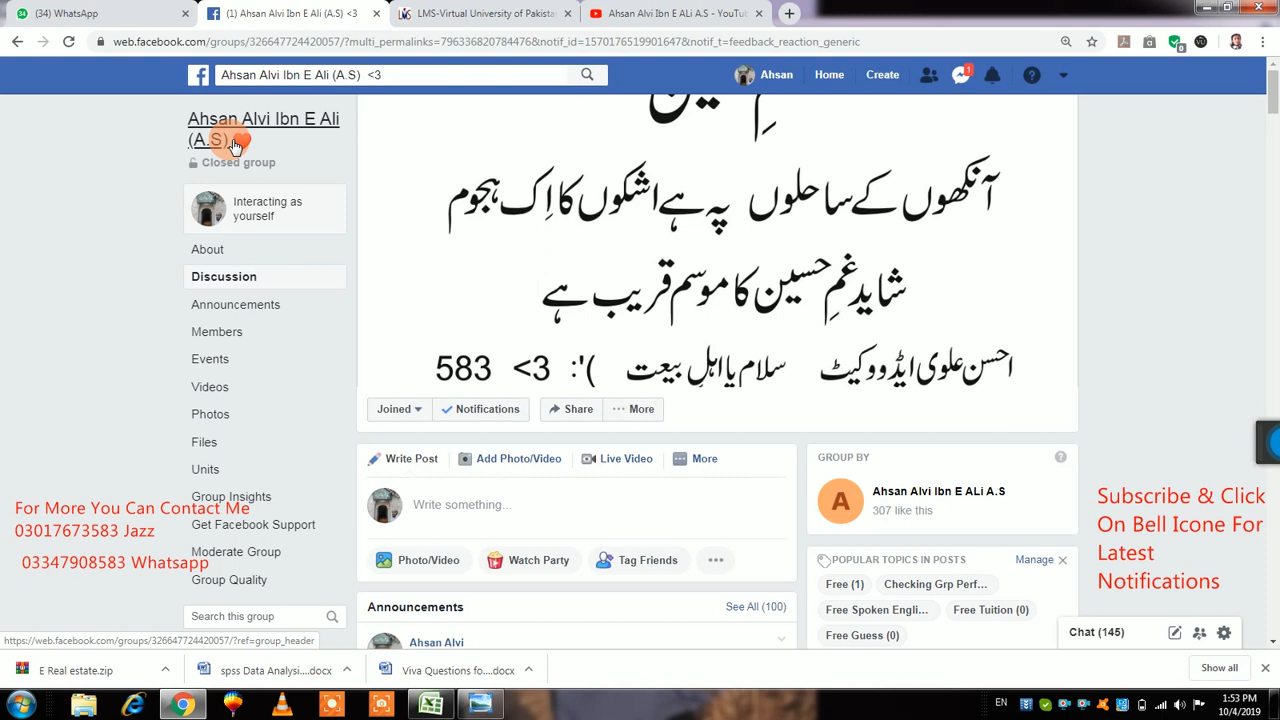 (34) WhatsApp
(1) Ahsan Alvi Ibn E Ali (A.S) <3
LMS-Virtual University of Pakistan
Ahsan Alvi Ibn E ALi A.S - YouTube
web.facebook.com/groups/326647724420057/?multi_permalinks=796336820784476&notif_id=1570176519901647&notif_t=feedback_reaction_generic
Ahsan Alvi Ibn E Ali (A.S) <3
Ahsan
Home
Create
1
Ahsan Alvi Ibn E Ali
(A.S)
Closed group
Interacting as
yourself
About
Discussion
Announcements
Members
Events
Videos
Photos
Files
Units
Group Insights
Get Facebook Support
Moderate Group
Group Quality
Search this group
For More You Can Contact Me
03017673583 Jazz
03347908583 Whatsapp
آنکھوں کے ساحلوں پہ ہے اشکوں کا اِک ہجوم
شاید غمِ حسین کا موسم قریب ہے
احسن علوی ایڈووکیٹ سلام یا اہلِ بیعت )': <3 583
Joined
Notifications
Share
More
Write Post
Add Photo/Video
Live Video
More
Write something...
Photo/Video
Watch Party
Tag Friends
Announcements
See All (100)
Ahsan Alvi
GROUP BY
A
Ahsan Alvi Ibn E ALi A.S
307 like this
POPULAR TOPICS IN POSTS
Manage
Free (1)
Checking Grp Perf...
Free Spoken Engli...
Free Tuition (0)
Free Guess (0)
Subscribe & Click
On Bell Icone For
Latest
Notifications
Chat (145)
https://web.facebook.com/groups/326647724420057/?ref=group_header
E Real estate.zip
spss Data Analysi....docx
Viva Questions fo....docx
Show all
EN
1:53 PM
10/4/2019